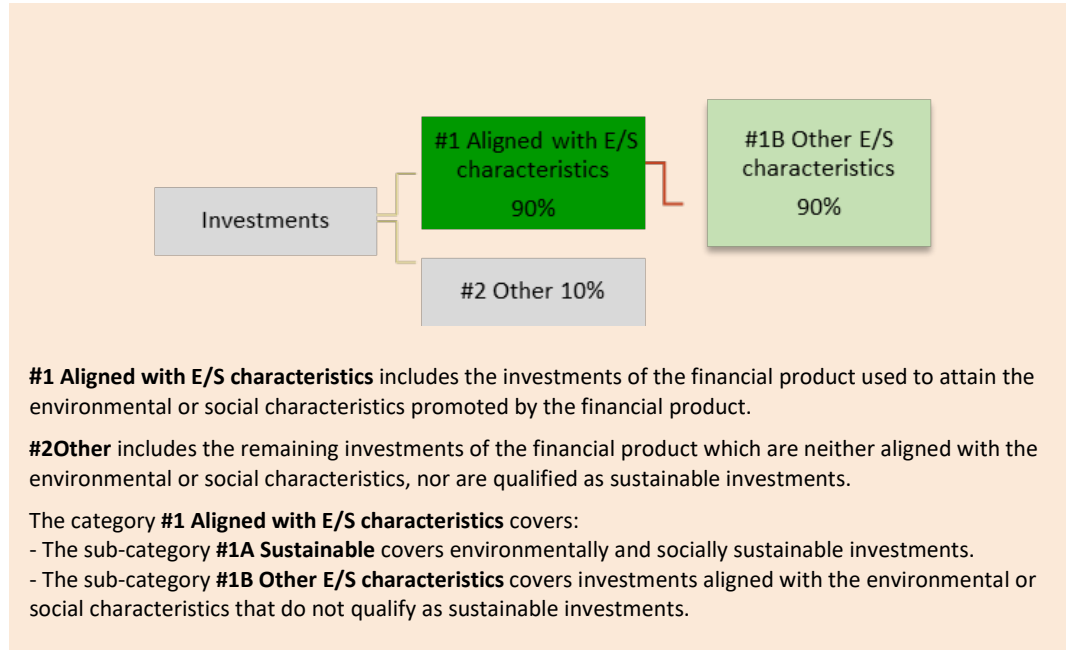 #1 Aligned with E/S
characteristics
90%
#1B Other E/S
characteristics
90%
Investments
#2 Other 10%
#1 Aligned with E/S characteristics includes the investments of the financial product used to attain the
environmental or social characteristics promoted by the financial product.
#2Other includes the remaining investments of the financial product which are neither aligned with the
environmental or social characteristics, nor are qualified as sustainable investments.
The category #1 Aligned with E/S characteristics covers:
- The sub-category #1A Sustainable covers environmentally and socially sustainable investments.
- The sub-category #1B Other E/S characteristics covers investments aligned with the environmental or
social characteristics that do not qualify as sustainable investments.